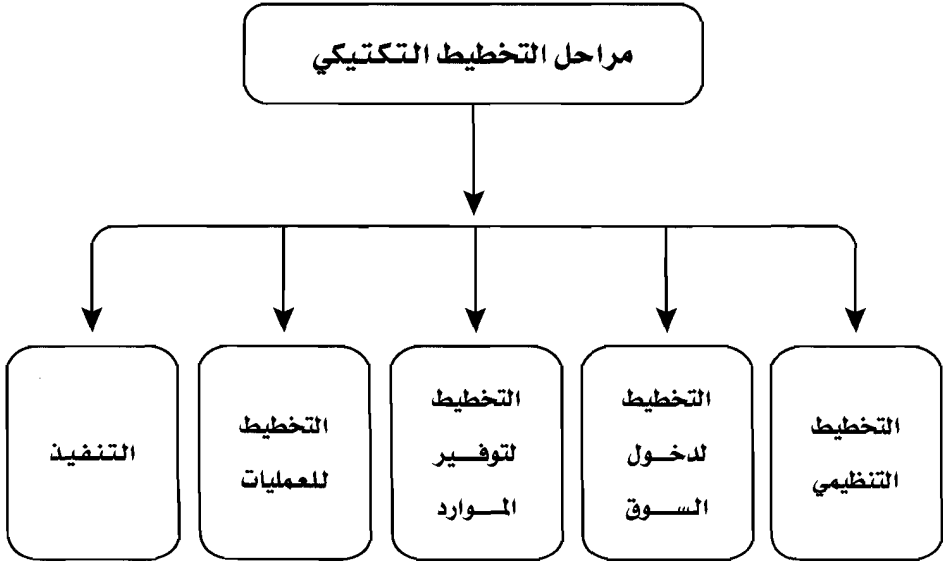 مراحل التخطيط التكتيكي
التخطيط
التنظيمي
التخطيط
لدخول
السوق
التخطيط
لتوفير
الموارد
التخطيط
للعمليات
التنفيذ